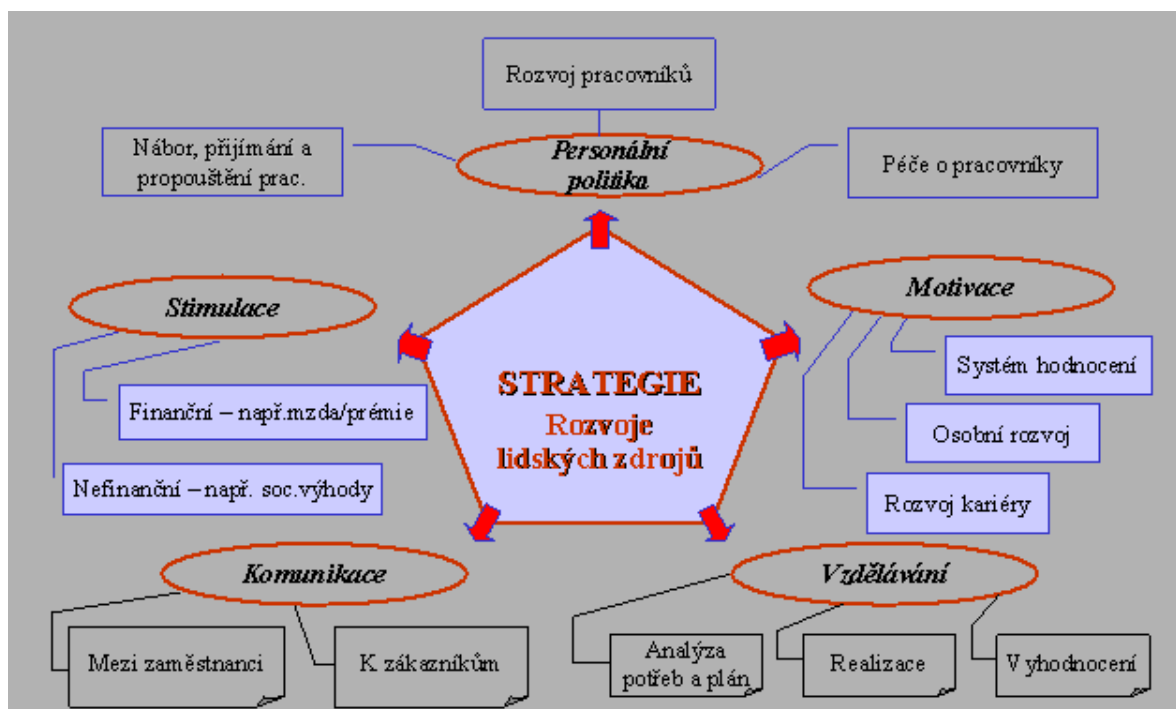 Rozvoj pracovníků
Nábor, přijímání a
propouštění prac.
Personální
politika
Péče o pracovníky
Stimulace
Motivace
Finanční – např.mzda/prémie
Nefinanční – např. soc.výhody
STRATEGIE
Rozvoje
lidských zdrojů
Systém hodnocení
Osobní rozvoj
Rozvoj kariéry
Komunikace
Vzdělávání
Mezi zaměstnanci
K zákazníkům
Analýza
potřeb a plán
Realizace
Vyhodnocení